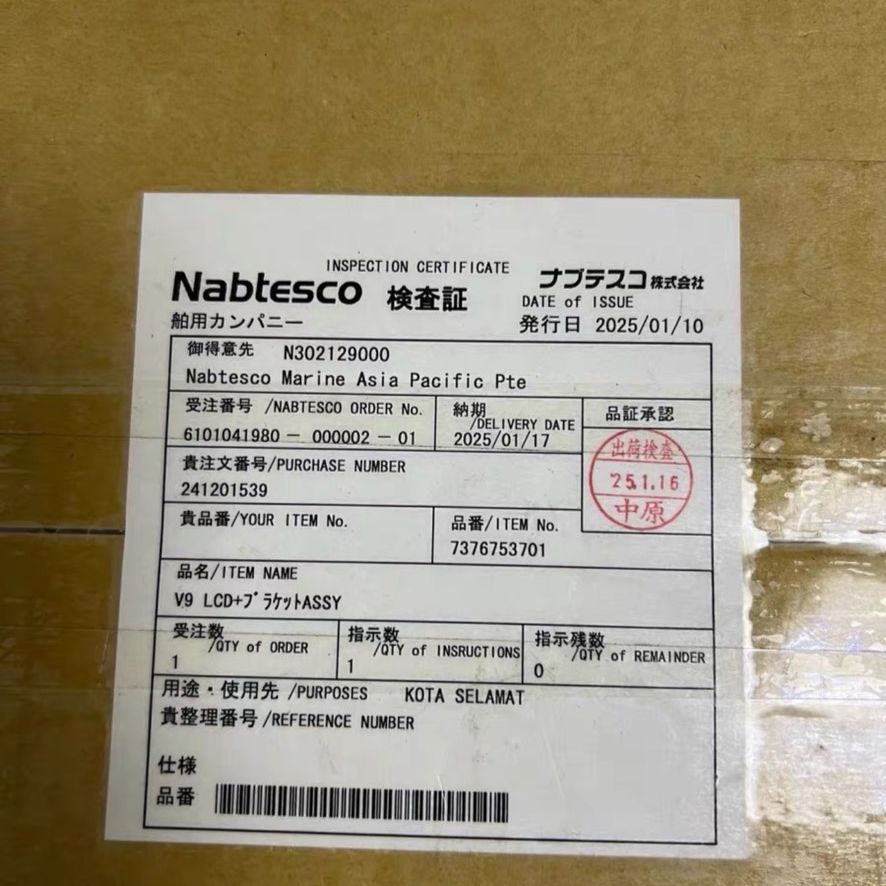 INSPECTION CERTIFICATE
Nabtesco 検査証 ナブテスコ株式会社
DATE of ISSUE
舶用カンパニー 発行日 2025/01/10
御得意先 N302129000
Nabtesco Marine Asia Pacific Pte
受注番号 /NABTESCO ORDER No. 納期 /DELIVERY DATE 品証承認
6101041980 - 000002 - 01 2025/01/17
出荷検査
'25.1.16
中原
貴注文番号/PURCHASE NUMBER
241201539
貴品番/YOUR ITEM No. 品番/ITEM No.
7376753701
品名/ITEM NAME
V9 LCD+ﾌﾞﾗｹｯﾄASSY
受注数 /QTY of ORDER 指示数 /QTY of INSRUCTIONS 指示残数 /QTY of REMAINDER
1 1 0
用途・使用先 /PURPOSES KOTA SELAMAT
貴整理番号/REFERENCE NUMBER
仕様
品番